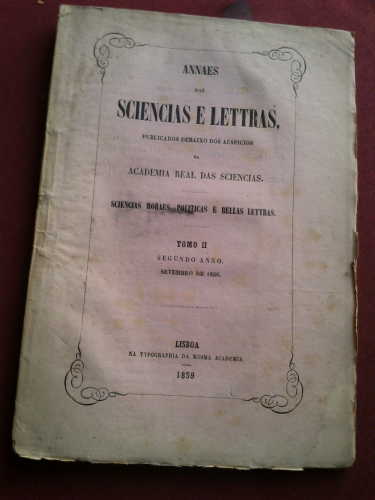 ANNAES
DAS
SCIENCIAS E LETTRAS,
PUBLICADOS DEBAIXO DOS AUSPICIOS
DA
ACADEMIA REAL DAS SCIENCIAS.
SCIENCIAS MORAES, POLITICAS E BELLAS LETTRAS.
TOMO II
SEGUNDO ANNO.
SETEMBRO DE 1858.
LISBOA
NA TYPOGRAPHIA DA MESMA ACADEMIA
1859